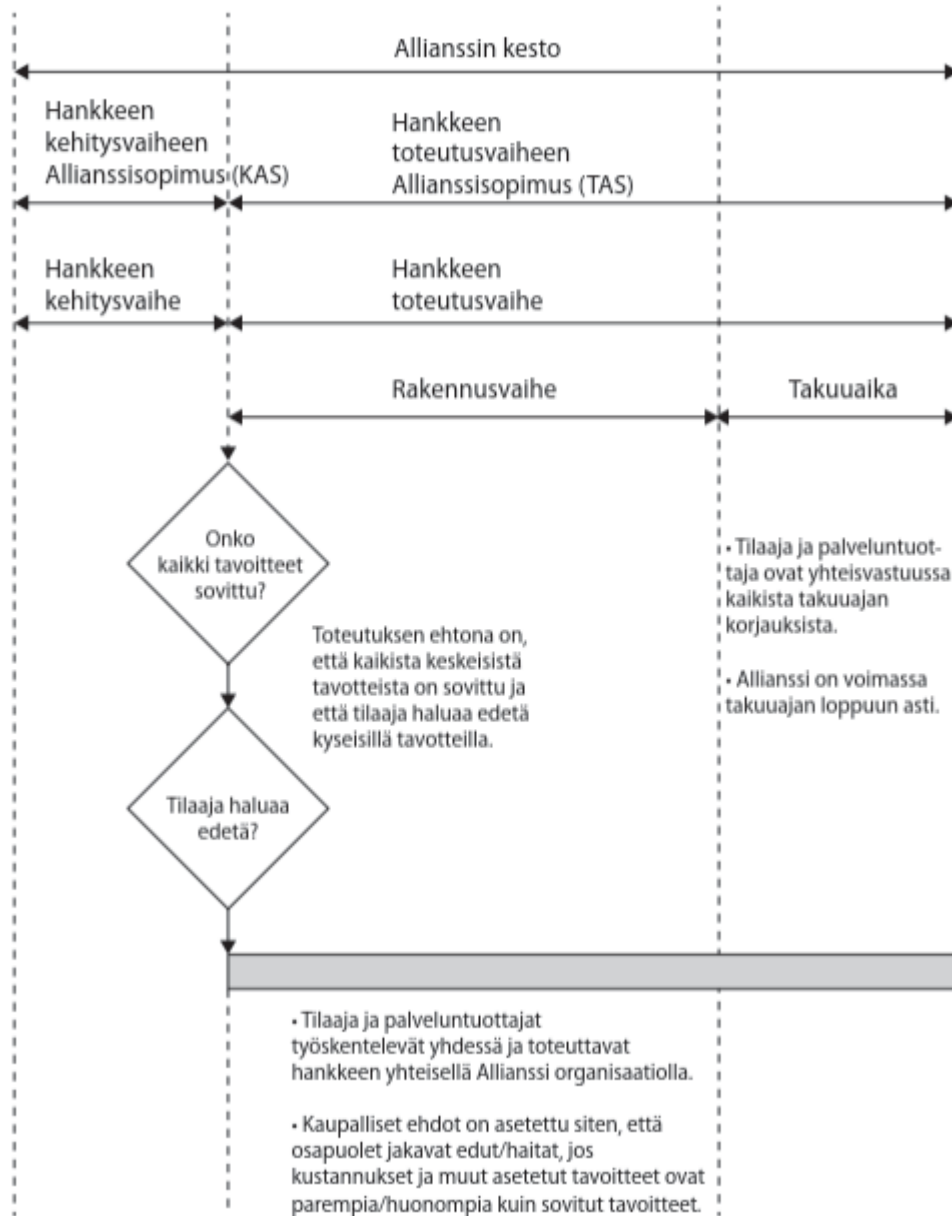 Allianssin kesto
Hankkeen
kehitysvaiheen
Allianssisopimus (KAS)
Hankkeen
toteutusvaiheen
Allianssisopimus (TAS)
Hankkeen
kehitysvaihe
Hankkeen
toteutusvaihe
Rakennusvaihe
Takuuaika
Onko
kaikki tavoitteet
sovittu?
Toteutuksen ehtona on,
että kaikista keskeisistä
tavotteista on sovittu ja
että tilaaja haluaa edetä
kyseisillä tavotteilla.
• Tilaaja ja palveluntuot-
taja ovat yhteisvastuussa
kaikista takuuajan
korjauksista.
• Allianssi on voimassa
takuuajan loppuun asti.
Tilaaja haluaa
edetä?
• Tilaaja ja palveluntuottajat
työskentelevät yhdessä ja toteuttavat
hankkeen yhteisellä Allianssi organisaatiolla.
• Kaupalliset ehdot on asetettu siten, että
osapuolet jakavat edut/haitat, jos
kustannukset ja muut asetetut tavoitteet ovat
parempia/huonompia kuin sovitut tavoitteet.